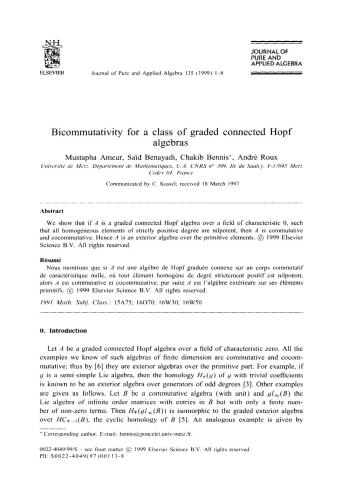 NH
ELSEVIER
Journal of Pure and Applied Algebra 135 (1999) 1–8
JOURNAL OF
PURE AND
APPLIED ALGEBRA
Bicommutativity for a class of graded connected Hopf
algebras
Mustapha Ameur, Saïd Benayadi, Chakib Bennis*, André Roux
Université de Metz, Département de Mathématiques, U.A. CNRS n° 399, Ile du Saulcy, F-57045 Metz
Cedex 01, France
Communicated by C. Kassel; received 18 March 1997
Abstract
We show that if A is a graded connected Hopf algebra over a field of characteristic 0, such
that all homogeneous elements of strictly positive degree are nilpotent, then A is commutative
and cocommutative. Hence A is an exterior algebra over the primitive elements. © 1999 Elsevier
Science B.V. All rights reserved.
Résumé
Nous montrons que si A est une algèbre de Hopf graduée connexe sur un corps commutatif
de caractéristique nulle, où tout élément homogène de degré strictement positif est nilpotent,
alors A est commutative et cocommutative, par suite A est l'algèbre extérieure sur ses éléments
primitifs. © 1999 Elsevier Science B.V. All rights reserved.
1991 Math. Subj. Class.: 15A75; 16D70; 16W30; 16W50
0. Introduction
Let A be a graded connected Hopf algebra over a field of characteristic zero. All the
examples we know of such algebras of finite dimension are commutative and cocom-
mutative; thus by [6] they are exterior algebras over the primitive part. For example, if
g is a semi-simple Lie algebra, then the homology H*(g) of g with trivial coefficients
is known to an exterior algebra over generators of odd degrees [3]. Other examples
are given as follows. Let B be a commutative algebra (with unit) and gl∞(B) the
Lie algebra of infinite order matrices with entries in B but with only a finite num-
ber of non-zero terms. Then H*(gl∞(B)) is isomorphic to the graded exterior algebra
over HC*−1(B), the cyclic homology of B [5]. An analogous example is given by
* Corresponding author. E-mail: bennis@poncelet.univ-metz.fr.
0022-4049/99/$ – see front matter © 1999 Elsevier Science B.V. All rights reserved.
PII: S0022-4049(97)00113-8